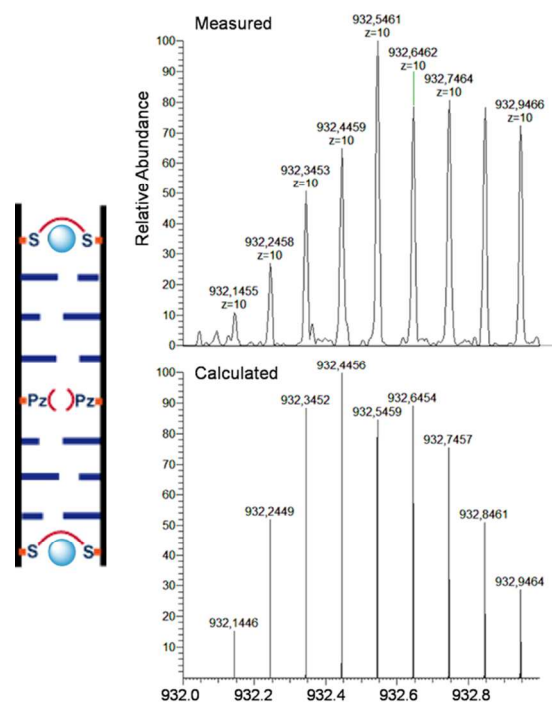 Measured
Relative Abundance
100
90
80
70
60
50
40
30
20
10
0
932,1455
z=10
932,2458
z=10
932,3453
z=10
932,4459
z=10
932,5461
z=10
932,6462
z=10
932,7464
z=10
932,9466
z=10
S S
Pz Pz
S S
Calculated
100
90
80
70
60
50
40
30
20
10
932,1446
932,2449
932,3452
932,4456
932,5459
932,6454
932,7457
932,8461
932,9464
932.0 932.2 932.4 932.6 932.8